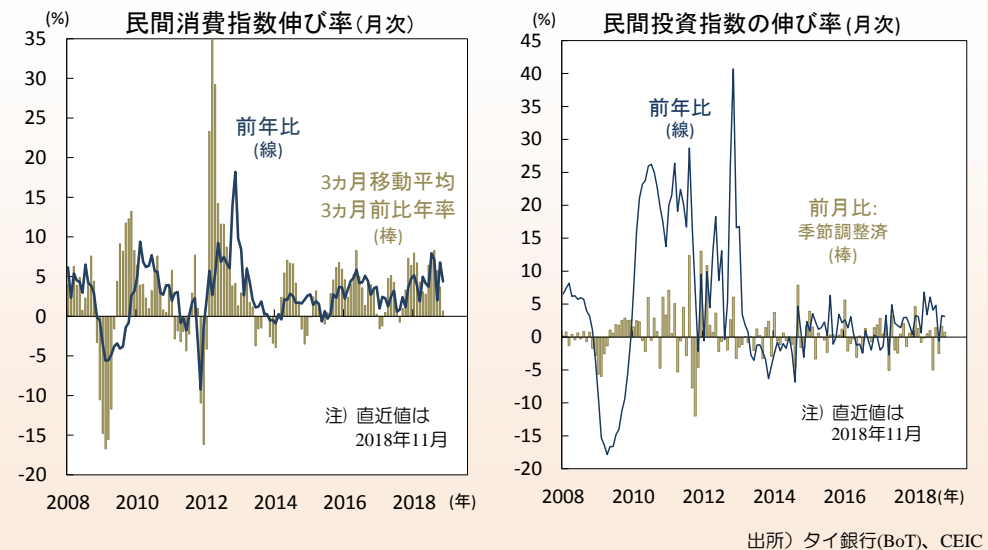 民間消費指数伸び率（月次）
(%)
35
30
25
20
15
10
5
0
-5
-10
-15
-20
前年比
(線)
3ヵ月移動平均
3ヵ月前比年率
(棒)
注）直近値は
2018年11月
2008 2010 2012 2014 2016 2018 (年)
民間投資指数の伸び率(月次)
(%)
45
40
35
30
25
20
15
10
5
0
-5
-10
-15
-20
前年比
(線)
前月比:
季節調整済
(棒)
注）直近値は
2018年11月
2008 2010 2012 2014 2016 2018(年)
出所）タイ銀行(BoT)、CEIC